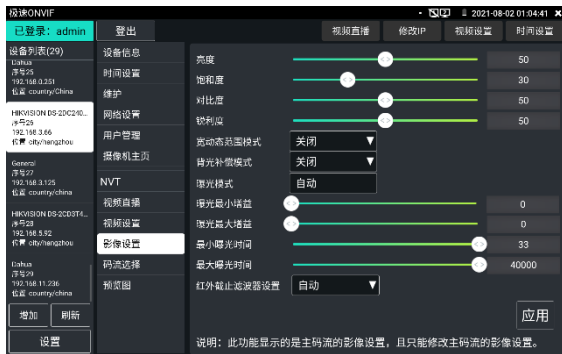 极速ONVIF
2021-08-02 01:04:41
已登录: admin
登出
视频直播
修改IP
视频设置
时间设置
设备列表(29)
Dahua
序号25
192.168.0.251
位置 country/China
HIKVISION DS-2DC240...
序号26
192.168.3.66
位置 city/hangzhou
General
序号27
192.168.3.125
位置 country/china
HIKVISION DS-2CD3T4...
序号28
192.168.5.92
位置 city/hangzhou
Dahua
序号29
192.168.11.236
位置 country/china
增加
刷新
设置
设备信息
时间设置
维护
网络设置
用户管理
摄像机主页
NVT
视频直播
视频设置
影像设置
码流选择
预览图
亮度
50
饱和度
30
对比度
50
锐利度
50
宽动态范围模式
关闭
背光补偿模式
关闭
曝光模式
自动
曝光最小增益
0
曝光最大增益
0
最小曝光时间
33
最大曝光时间
40000
红外截止滤波器设置
自动
应用
说明：此功能显示的是主码流的影像设置，且只能修改主码流的影像设置。